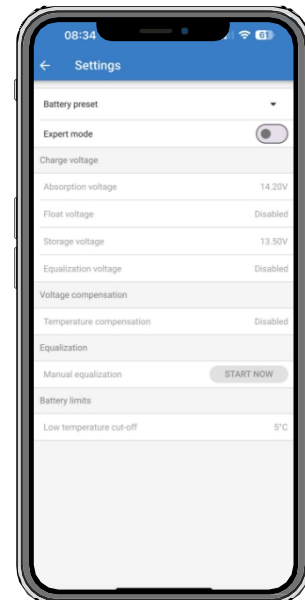 08:34
61
Settings
Battery preset
Expert mode
Charge voltage
Absorption voltage 14.20V
Float voltage Disabled
Storage voltage 13.50V
Equalization voltage Disabled
Voltage compensation
Temperature compensation Disabled
Equalization
Manual equalization START NOW
Battery limits
Low temperature cut-off 5°C